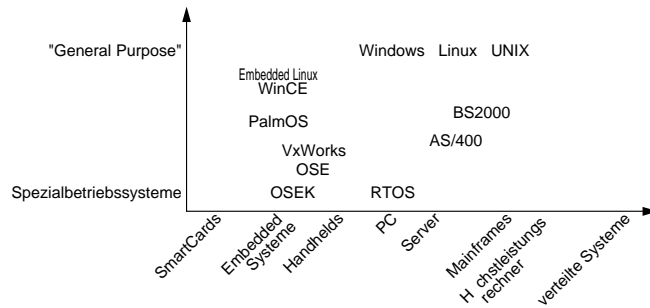 "General Purpose"
Windows Linux UNIX
Embedded Linux
WinCE
BS2000
PalmOS
AS/400
VxWorks
OSE
Spezialbetriebssysteme
OSEK RTOS
SmartCards
Embedded
Systeme
Handhelds
PC
Server
Mainframes
H chstleistungs
rechner
verteilte Systeme